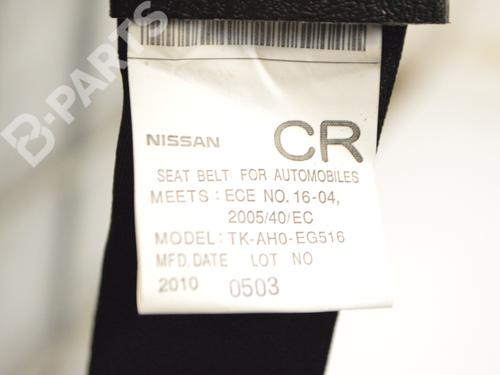 B-PARTS
NISSAN CR
SEAT BELT FOR AUTOMOBILES
MEETS : ECE NO. 16-04,
2005/40/EC
MODEL: TK-AH0-EG516
MFD.DATE LOT NO
2010 0503